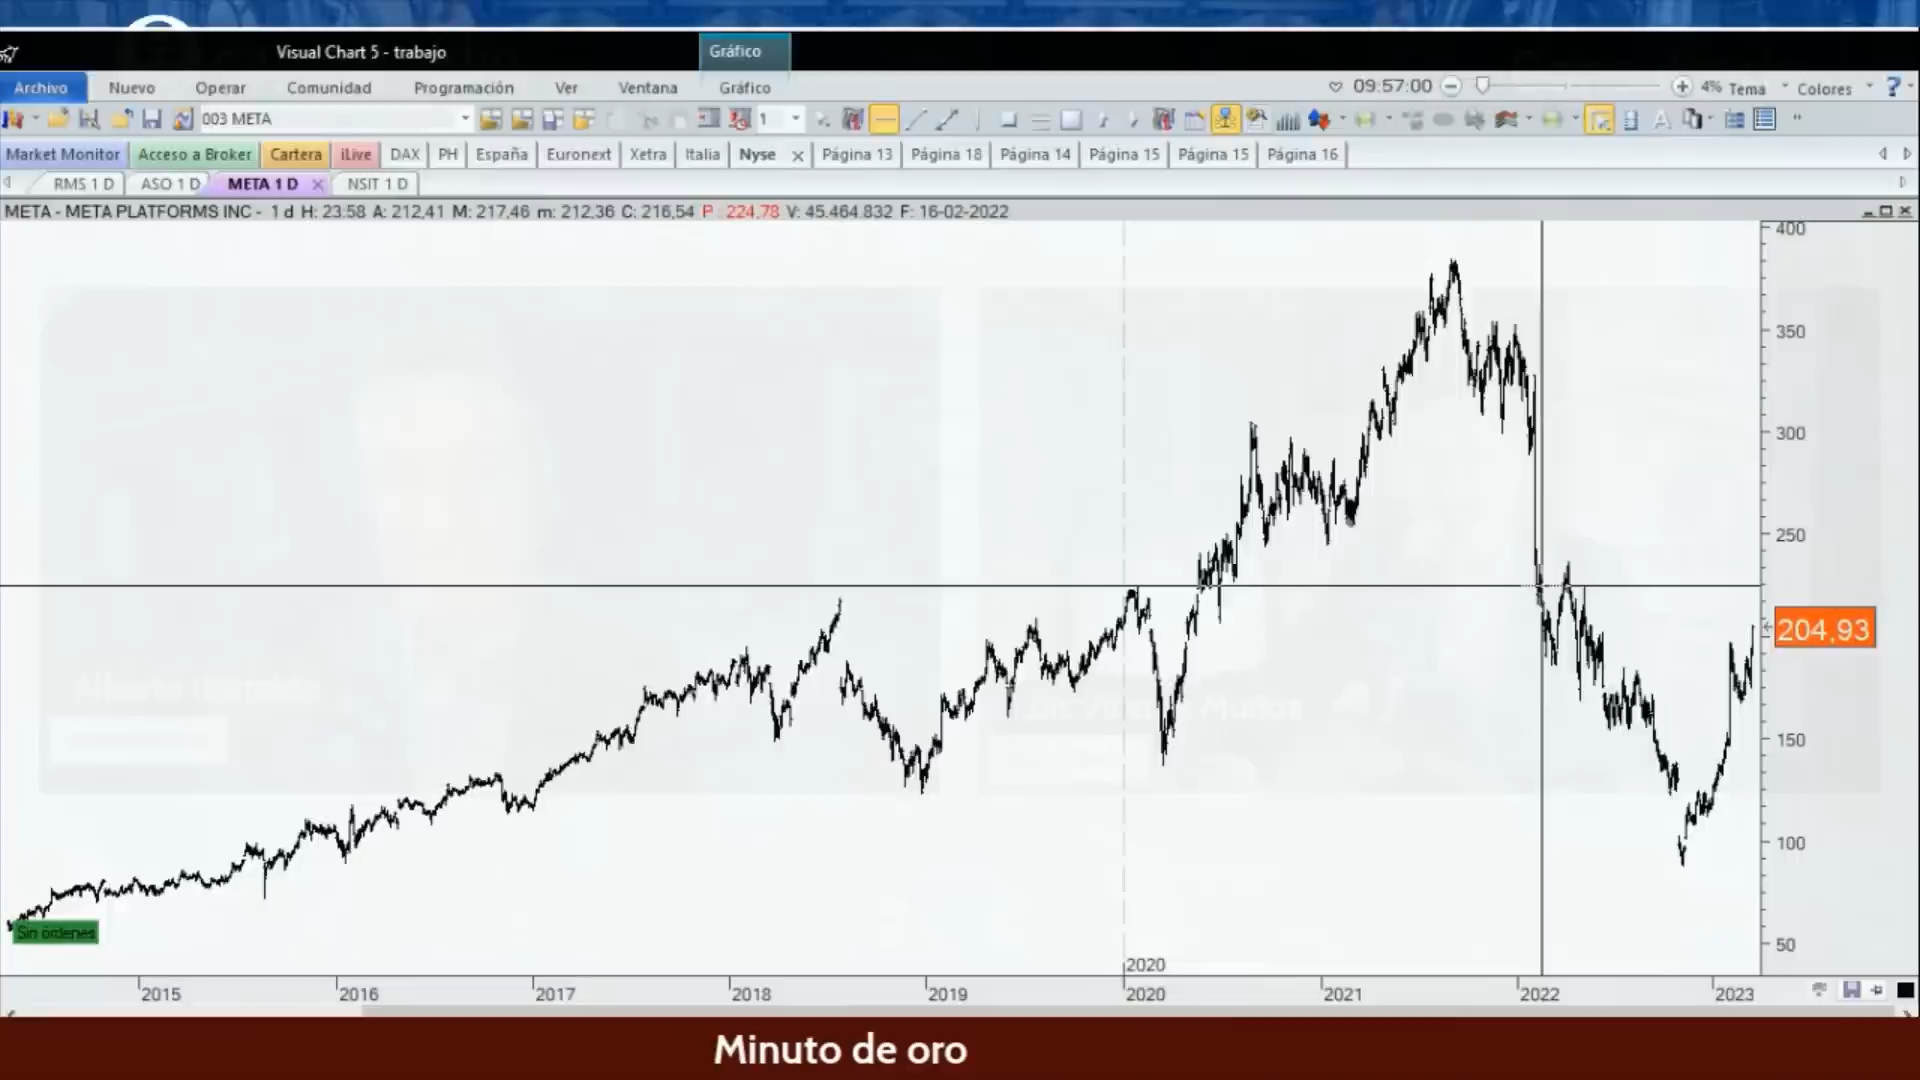 Visual Chart 5 - trabajo
Gráfico
Archivo Nuevo Operar Comunidad Programación Ver Ventana Gráfico 09:57:00 4% Tema Colores ?
003 META 1
Market Monitor Acceso a Broker Cartera iLive DAX PH España Euronext Xetra Italia Nyse x Página 13 Página 18 Página 14 Página 15 Página 15 Página 16
RMS 1 D ASO 1 D META 1 D x NSIT 1 D
META - META PLATFORMS INC - 1 d H: 23:58 A: 212,41 M: 217,46 m: 212,36 C: 216,54 P : 224,78 V: 45.464.832 F: 16-02-2022
400
350
300
250
204,93
150
100
Sin órdenes
50
2020
2015 2016 2017 2018 2019 2020 2021 2022 2023
Minuto de oro